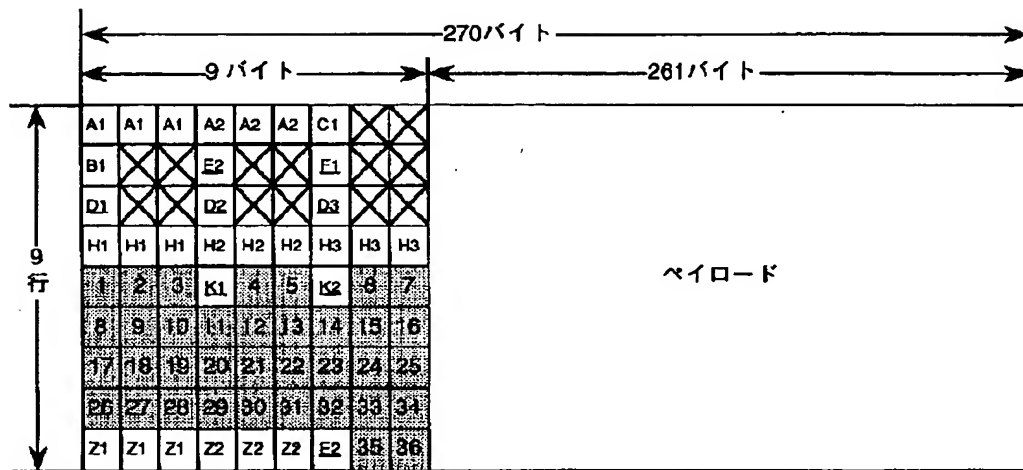 270バイト
9バイト
261バイト
A1 A1 A1 A2 A2 A2 C1
B1 E2 F1
D1 D2 D3
H1 H1 H1 H2 H2 H2 H3 H3 H3
9
行
ペイロード
1 2 3 K1 4 5 K2 6 7
8 9 10 11 12 13 14 15 16
17 18 19 20 21 22 23 24 25
26 27 28 29 30 31 32 33 34
Z1 Z1 Z1 Z2 Z2 Z2 E2 35 36